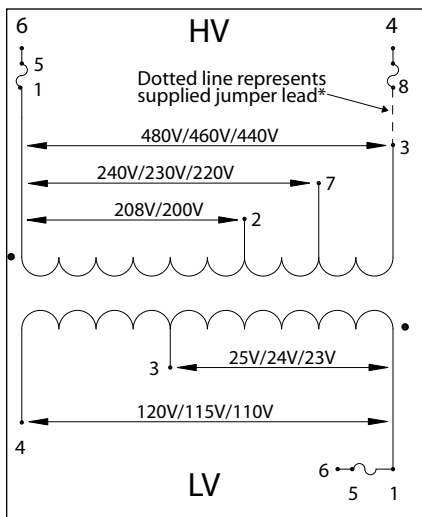 6 HV 4
5
1
8
Dotted line represents
supplied jumper lead*
480V/460V/440V
3
240V/230V/220V
7
208V/200V
2
25V/24V/23V
3
120V/115V/110V
4
6
5 1
LV